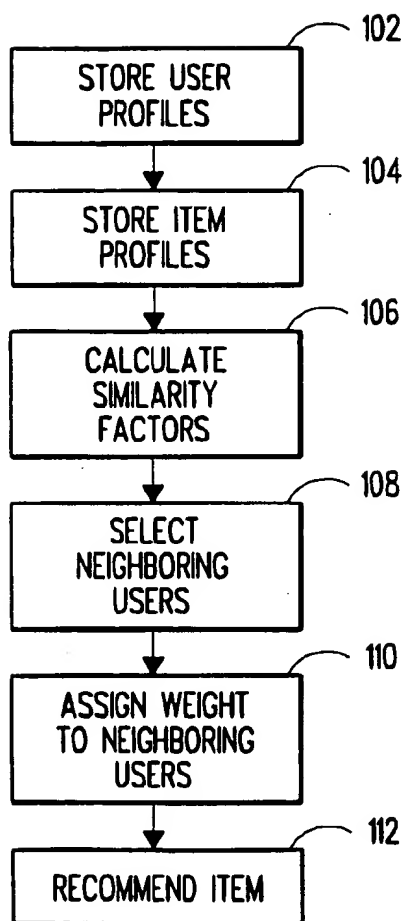 102
STORE USER
PROFILES
104
STORE ITEM
PROFILES
106
CALCULATE
SIMILARITY
FACTORS
108
SELECT
NEIGHBORING
USERS
110
ASSIGN WEIGHT
TO NEIGHBORING
USERS
112
RECOMMEND ITEM